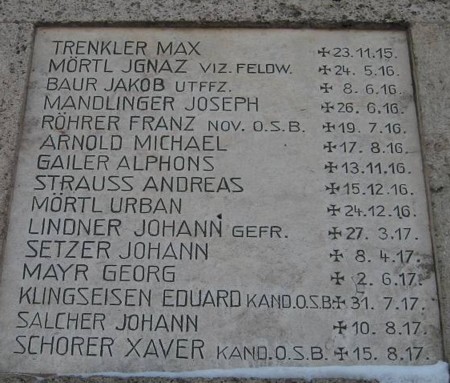 TRENKLER MAX ✠ 23.11.15.
MÖRTL JGNAZ VIZ. FELDW. ✠ 24. 5.16.
BAUR JAKOB UTFFZ. ✠ 8. 6.16.
MANDLINGER JOSEPH ✠ 26. 6.16.
RÖHRER FRANZ NOV. O.S.B. ✠ 19. 7.16.
ARNOLD MICHAEL ✠ 17. 8.16.
GAILER ALPHONS ✠ 13.11.16.
STRAUSS ANDREAS ✠ 15.12.16.
MÖRTL URBAN ✠ 24.12.16.
LINDNER JOHANN GEFR. ✠ 27. 3.17.
SETZER JOHANN ✠ 8. 4.17.
MAYR GEORG ✠ 2. 6.17.
KLINGSEISEN EDUARD KAND.O.S.B. ✠ 31. 7.17.
SALCHER JOHANN ✠ 10. 8.17.
SCHORER XAVER KAND.O.S.B. ✠ 15. 8.17.